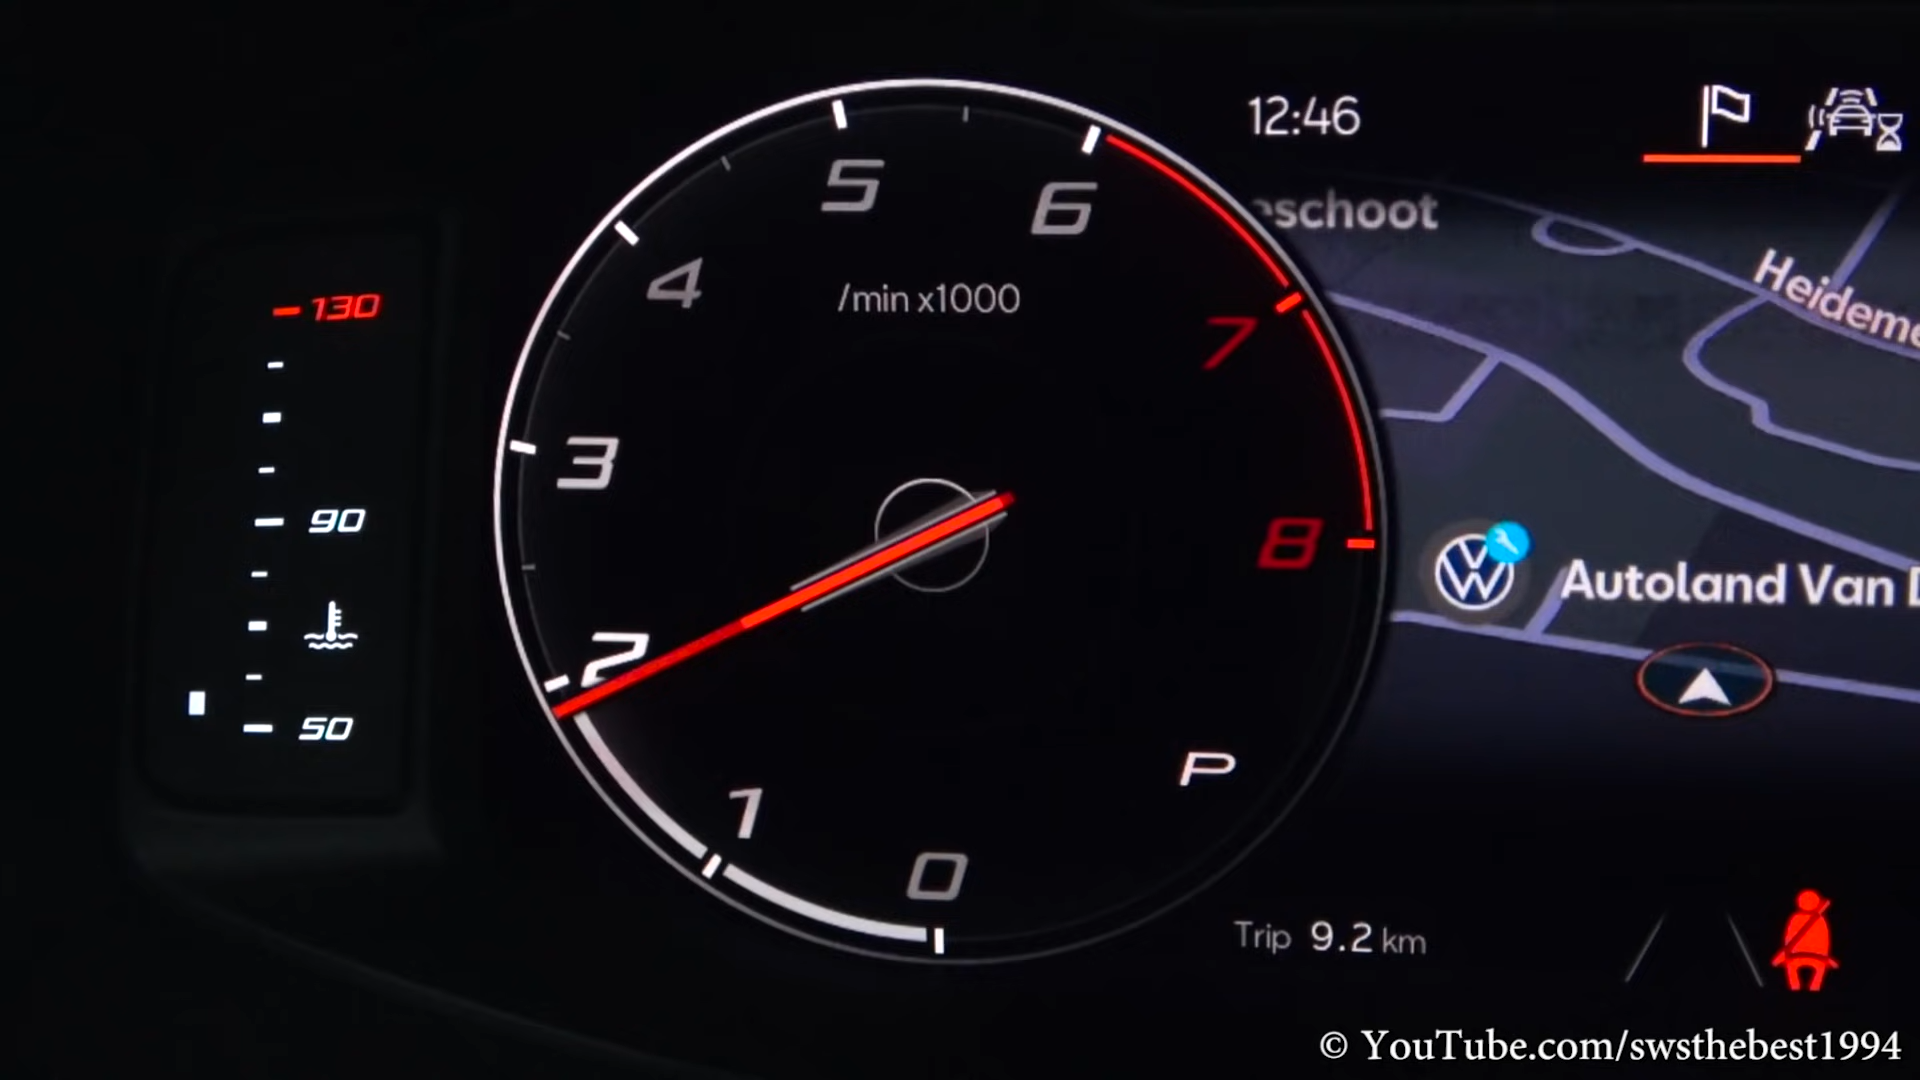 12:46
eschoot
Heideme
130
90
50
5
6
4
/min x1000
7
3
8
2
1
0
P
Autoland Van D
Trip 9.2 km
© YouTube.com/swsthebest1994